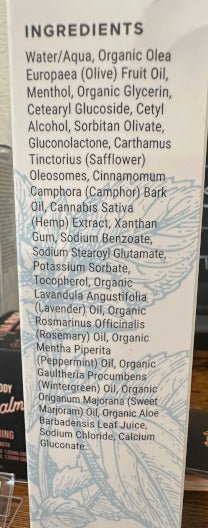 INGREDIENTS
Water/Aqua, Organic Olea
Europaea (Olive) Fruit Oil,
Menthol, Organic Glycerin,
Cetearyl Glucoside, Cetyl
Alcohol, Sorbitan Olivate,
Gluconolactone, Carthamus
Tinctorius (Safflower)
Oleosomes, Cinnamomum
Camphora (Camphor) Bark
Oil, Cannabis Sativa
(Hemp) Extract, Xanthan
Gum, Sodium Benzoate,
Sodium Stearoyl Glutamate,
Potassium Sorbate,
Tocopherol, Organic
Lavandula Angustifolia
(Lavender) Oil, Organic
Rosmarinus Officinalis
(Rosemary) Oil, Organic
Mentha Piperita
(Peppermint) Oil, Organic
Gaultheria Procumbens
(Wintergreen) Oil, Organic
Origanum Majorana (Sweet
Marjoram) Oil, Organic Aloe
Barbadensis Leaf Juice,
Sodium Chloride, Calcium
Gluconate.
ODY
alm